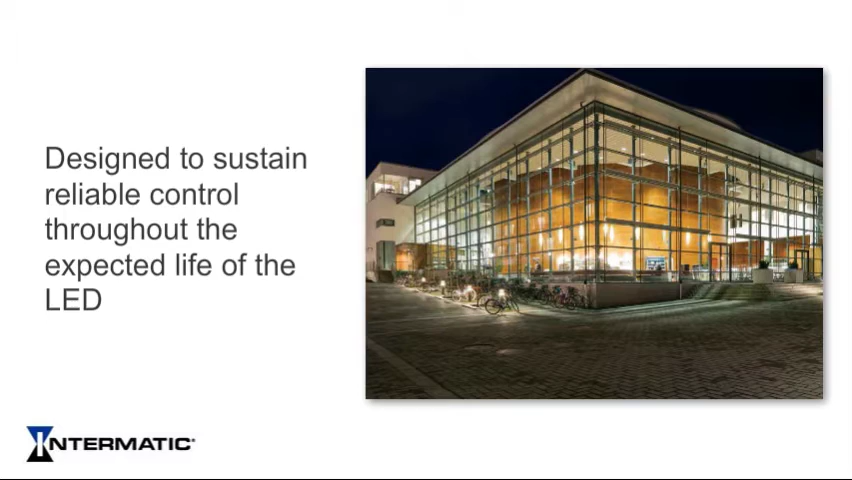 Designed to sustain
reliable control
throughout the
expected life of the
LED
INTERMATIC®